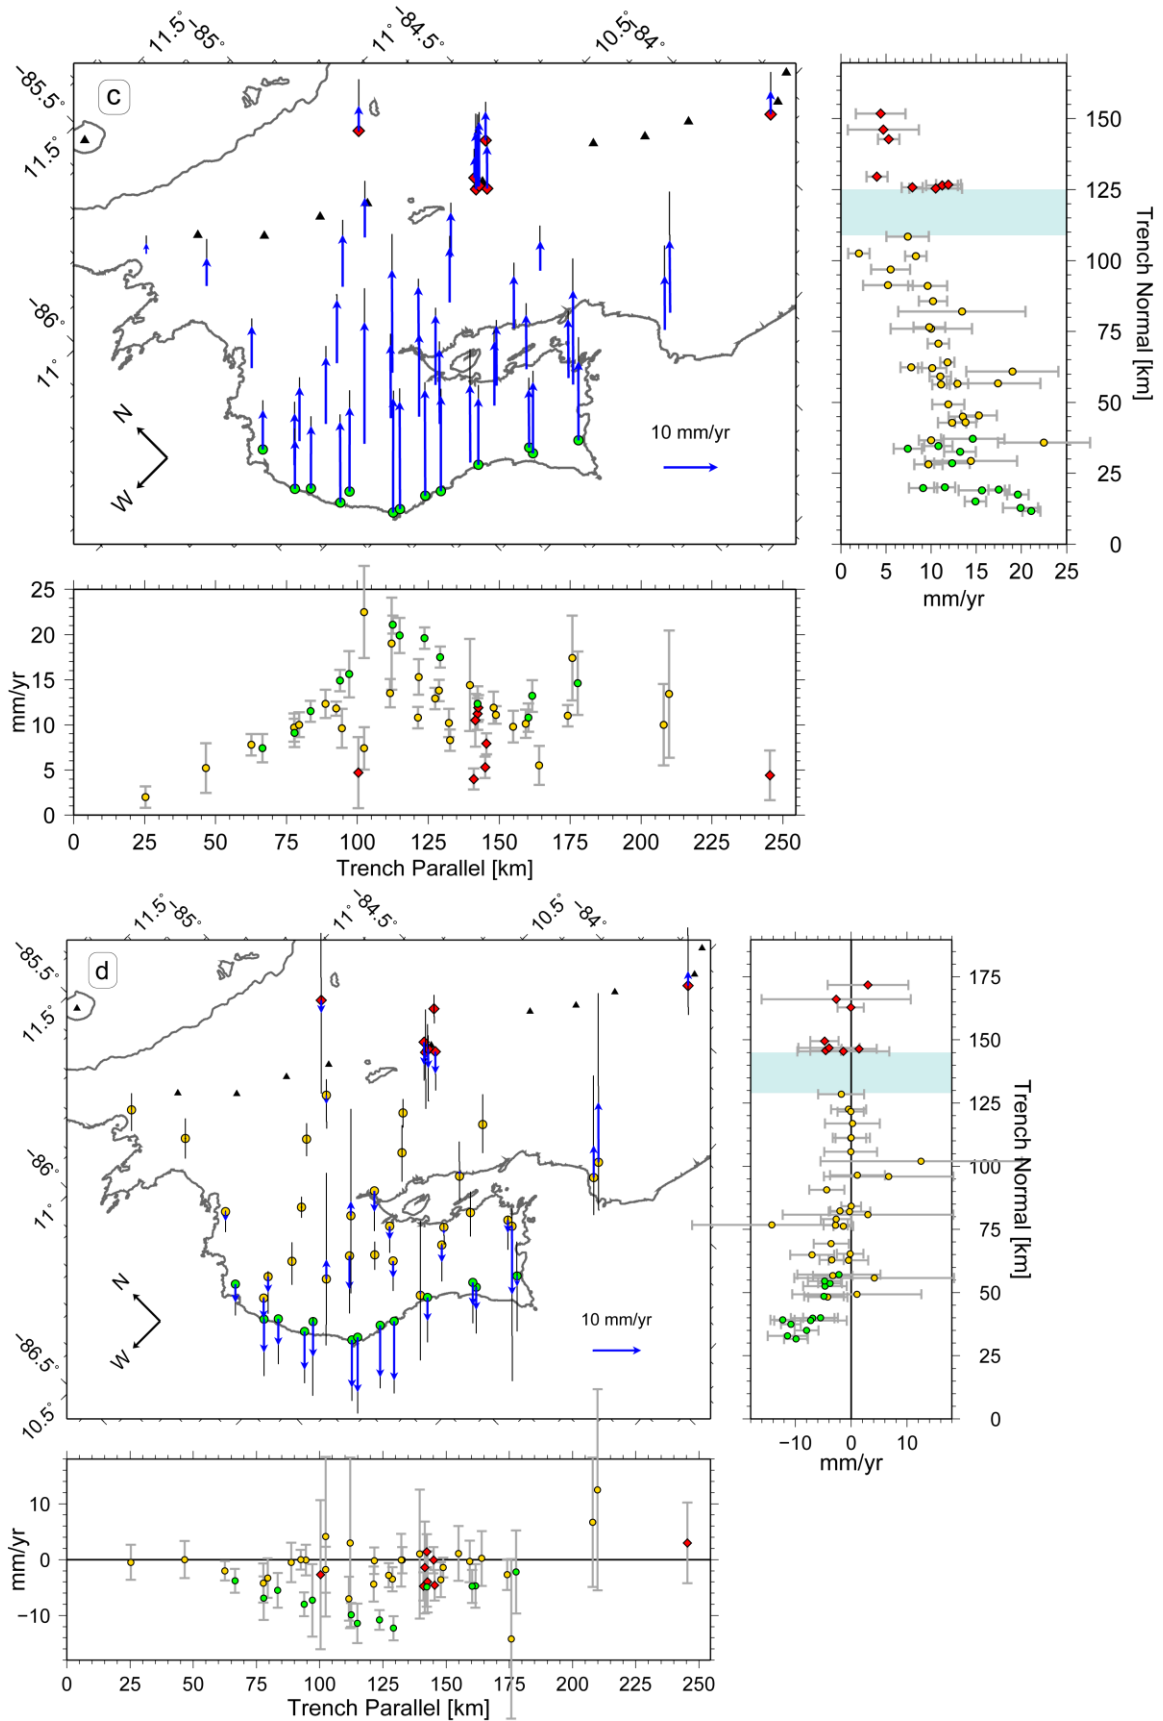 11.5° −85°
11° −84.5°
10.5° −84°
c
−85.5°
11.5°
−86°
11°
N
W
10 mm/yr
150
125
100
75
50
25
0
Trench Normal [km]
0 5 10 15 20 25
mm/yr
25
20
15
10
5
0
mm/yr
0 25 50 75 100 125 150 175 200 225 250
Trench Parallel [km]
11.5° −85°
11° −84.5°
10.5° −84°
d
−85.5°
11.5°
−86°
11°
−86.5°
10.5°
N
W
10 mm/yr
175
150
125
100
75
50
25
0
Trench Normal [km]
−10 0 10
mm/yr
10
0
−10
mm/yr
0 25 50 75 100 125 150 175 200 225 250
Trench Parallel [km]